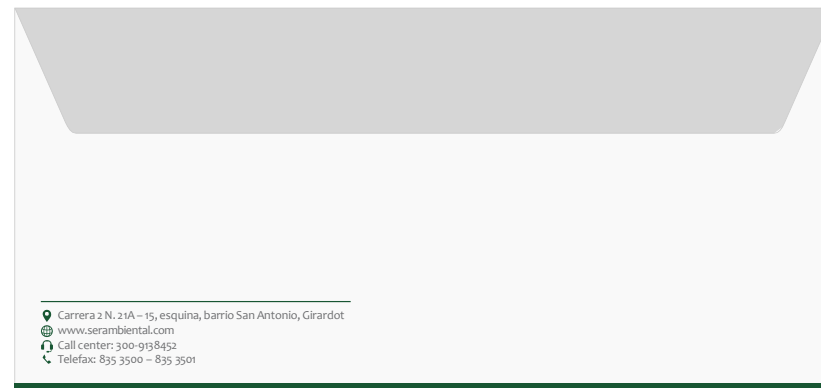 Carrera 2 N. 21A – 15, esquina, barrio San Antonio, Girardot
www.serambiental.com
Call center: 300-9138452
Telefax: 835 3500 – 835 3501